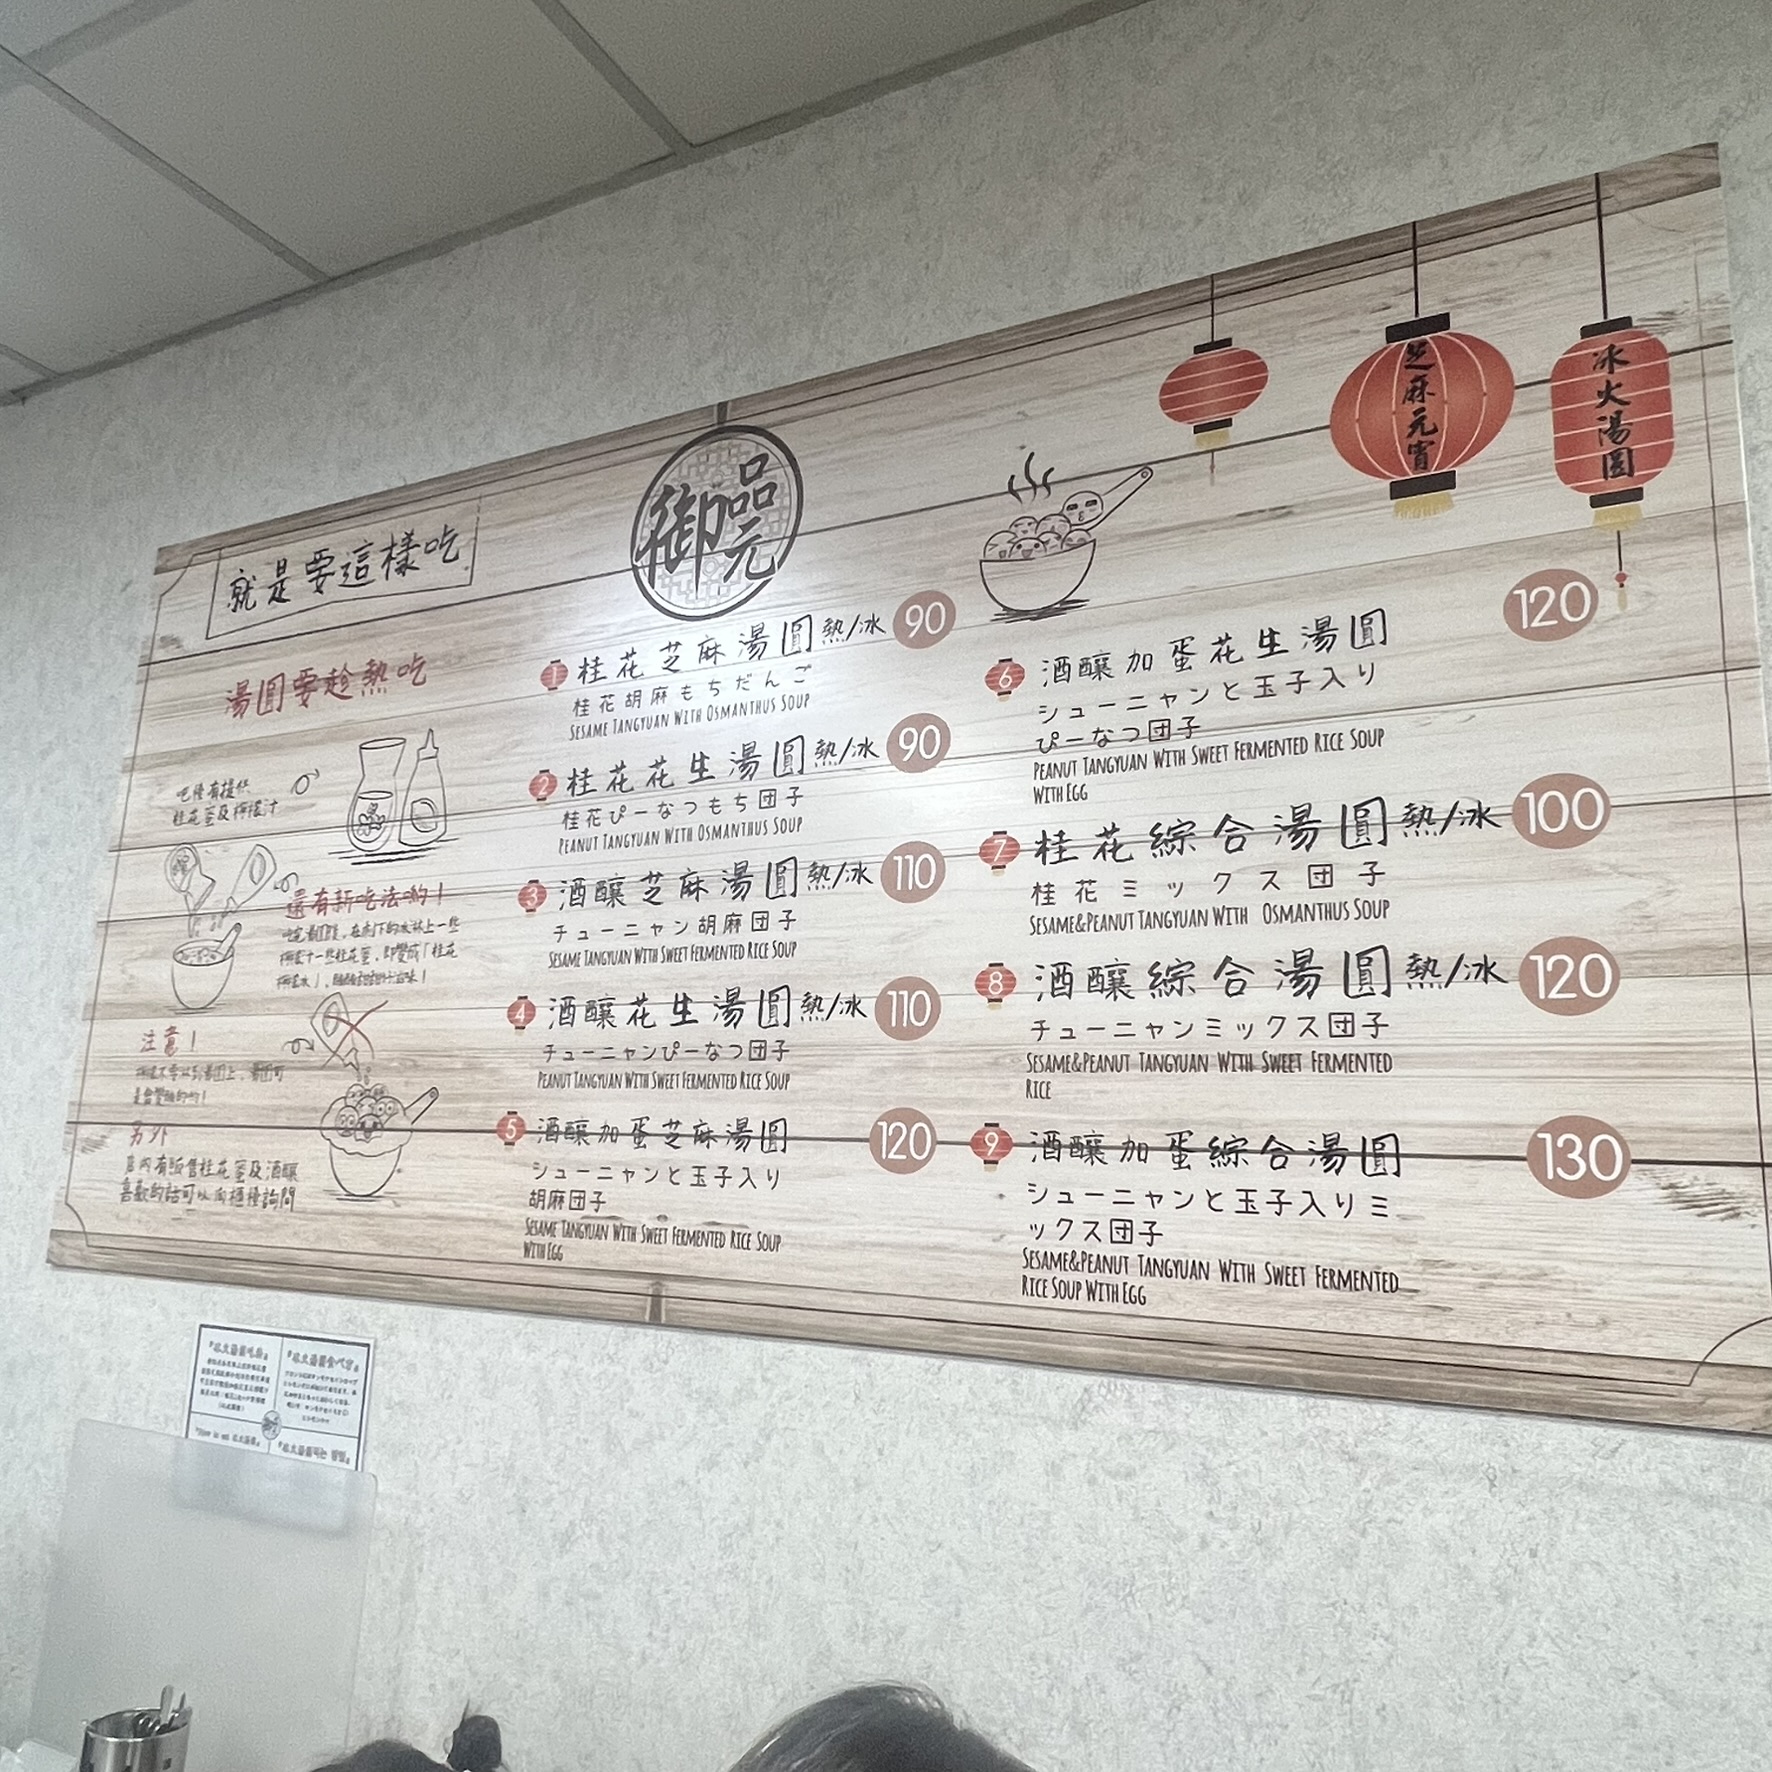 就是要這樣吃
湯圓要趁熱吃
吃陸有提供
桂花蜜及檸檬汁
還有新吃法喲！
注意！
另外
店內有販售桂花蜜及酒釀
喜歡的話可以向櫃檯詢問
御品元
芝麻元宵
冰火湯圓
1 桂花芝麻湯圓 熱/冰 90
桂花胡麻もちだんご
SESAME TANGYUAN WITH OSMANTHUS SOUP
2 桂花花生湯圓 熱/冰 90
桂花ぴーなつもち団子
PEANUT TANGYUAN WITH OSMANTHUS SOUP
3 酒釀芝麻湯圓 熱/冰 110
チューニャン胡麻団子
SESAME TANGYUAN WITH SWEET FERMENTED RICE SOUP
4 酒釀花生湯圓 熱/冰 110
チューニャンぴーなつ団子
PEANUT TANGYUAN WITH SWEET FERMENTED RICE SOUP
5 酒釀加蛋芝麻湯圓 120
シューニャンと玉子入り
胡麻団子
SESAME TANGYUAN WITH SWEET FERMENTED RICE SOUP
WITH EGG
6 酒釀加蛋花生湯圓 120
シューニャンと玉子入り
ぴーなつ団子
PEANUT TANGYUAN WITH SWEET FERMENTED RICE SOUP
WITH EGG
7 桂花綜合湯圓 熱/冰 100
桂花ミックス団子
SESAME&PEANUT TANGYUAN WITH OSMANTHUS SOUP
8 酒釀綜合湯圓 熱/冰 120
チューニャンミックス団子
SESAME&PEANUT TANGYUAN WITH SWEET FERMENTED
RICE
9 酒釀加蛋綜合湯圓 130
シューニャンと玉子入りミ
ックス団子
SESAME&PEANUT TANGYUAN WITH SWEET FERMENTED
RICE SOUP WITH EGG